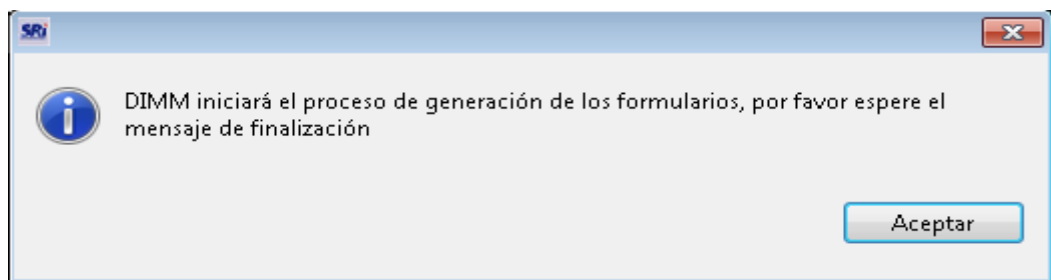 SRi
DIMM iniciará el proceso de generación de los formularios, por favor espere el
mensaje de finalización
Aceptar